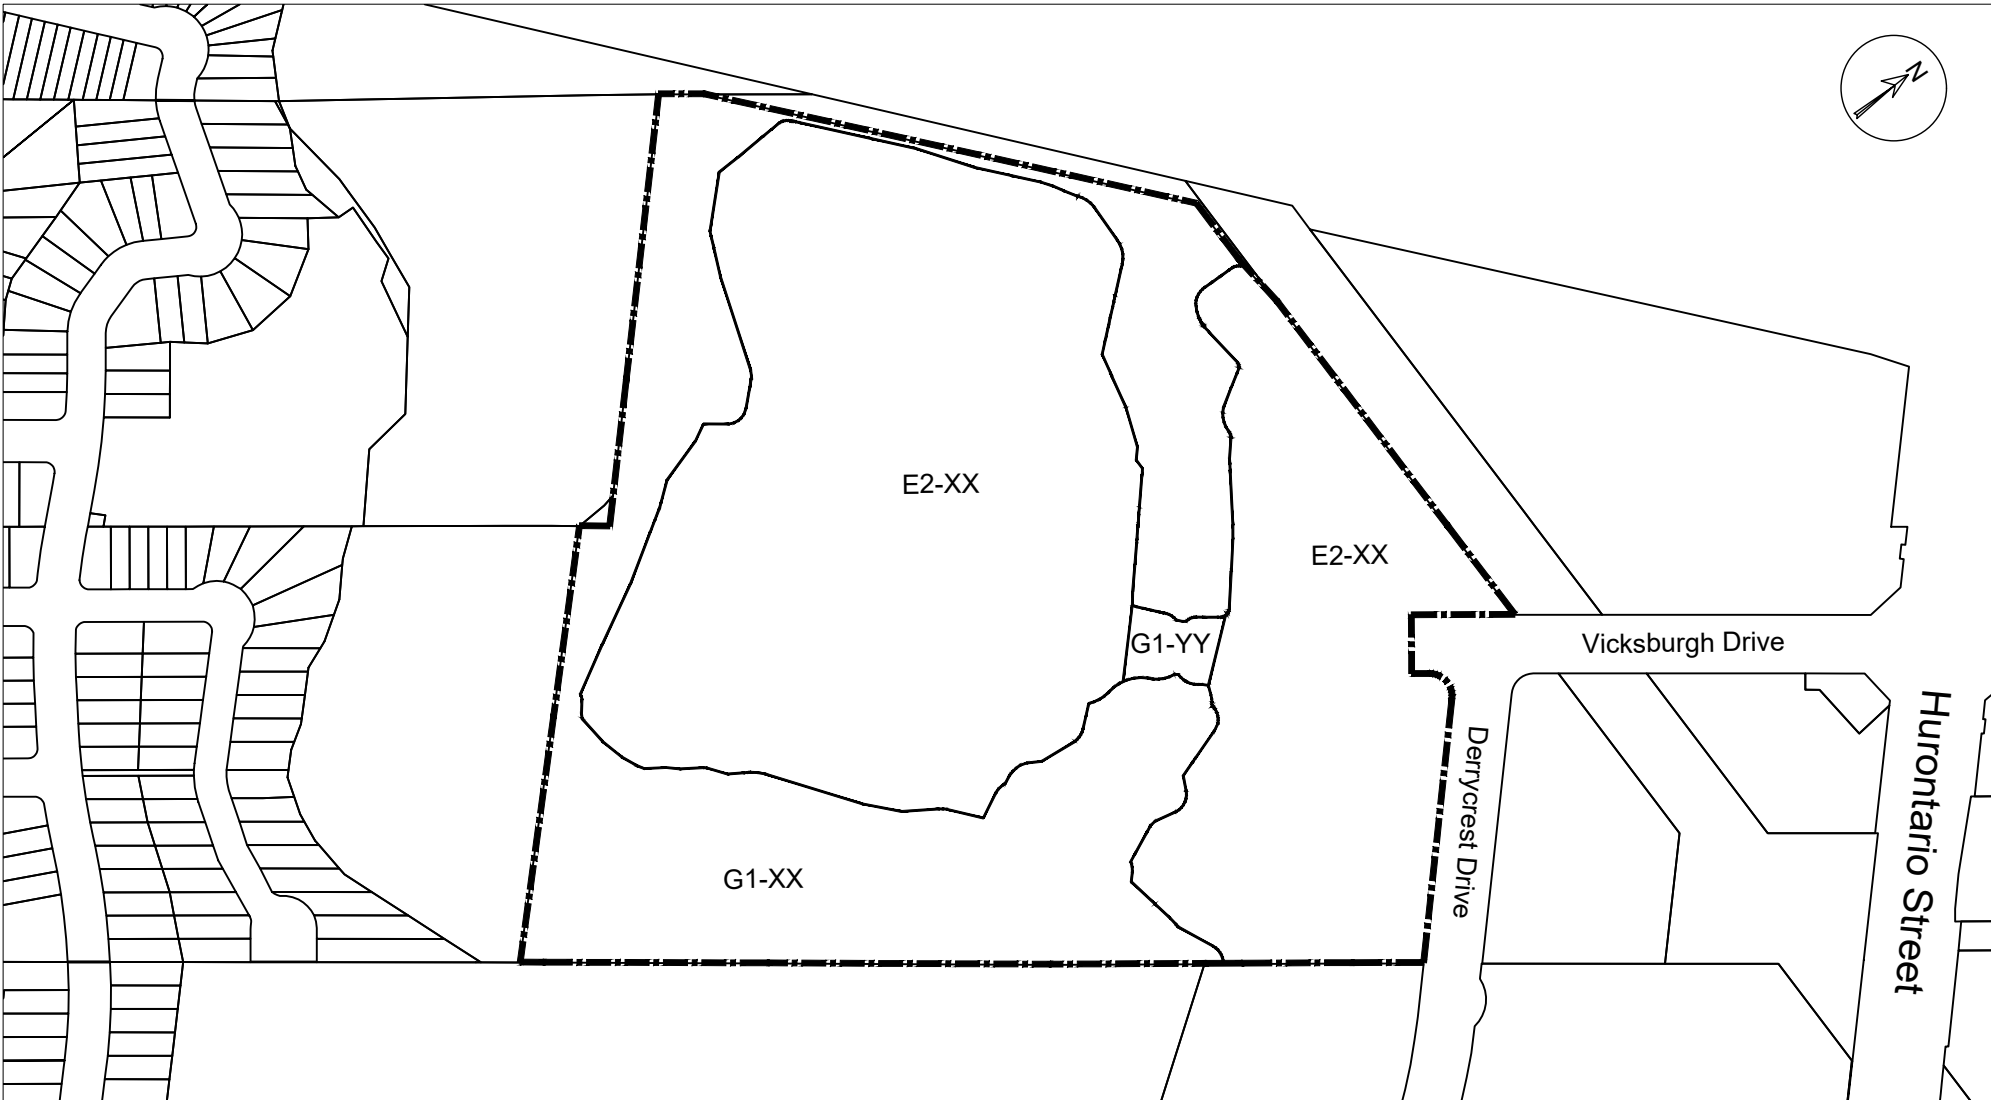 N
E2-XX
E2-XX
G1-YY
Vicksburgh Drive
Hurontario Street
Derrycrest Drive
G1-XX